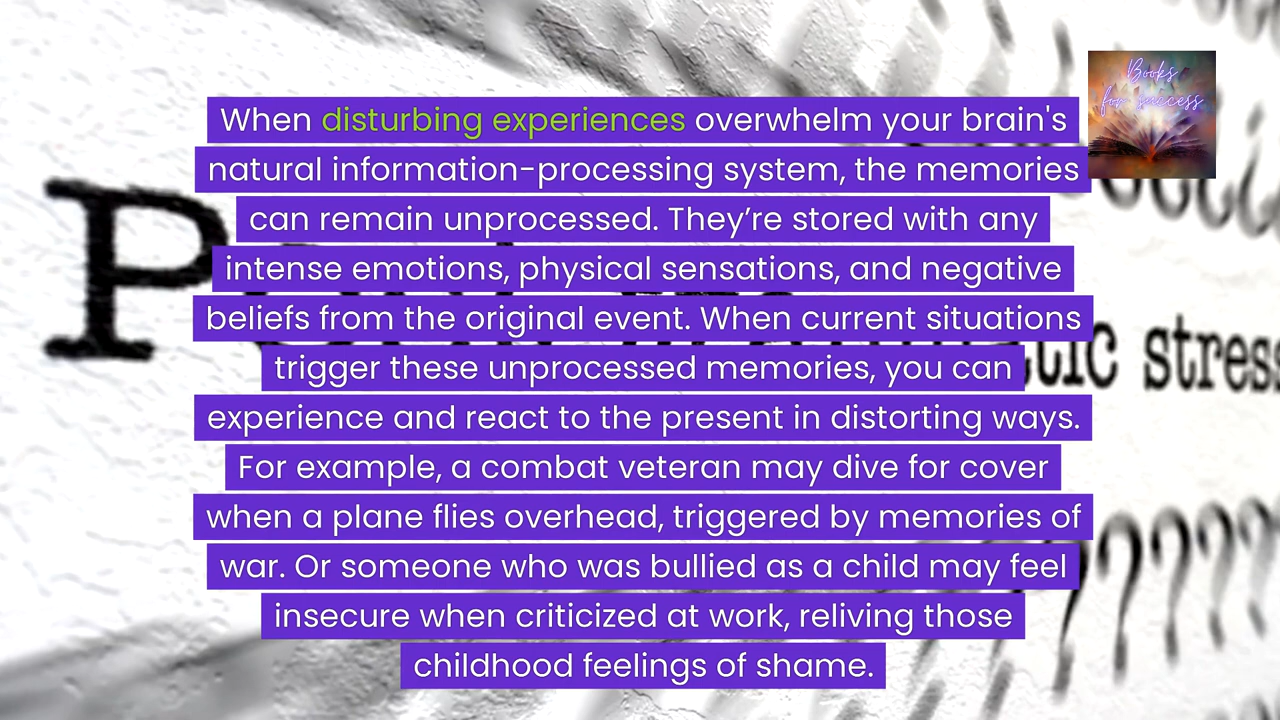 Books
for success
When disturbing experiences overwhelm your brain's
natural information-processing system, the memories
can remain unprocessed. They’re stored with any
intense emotions, physical sensations, and negative
beliefs from the original event. When current situations
trigger these unprocessed memories, you can
experience and react to the present in distorting ways.
For example, a combat veteran may dive for cover
when a plane flies overhead, triggered by memories of
war. Or someone who was bullied as a child may feel
insecure when criticized at work, reliving those
childhood feelings of shame.
stress
????